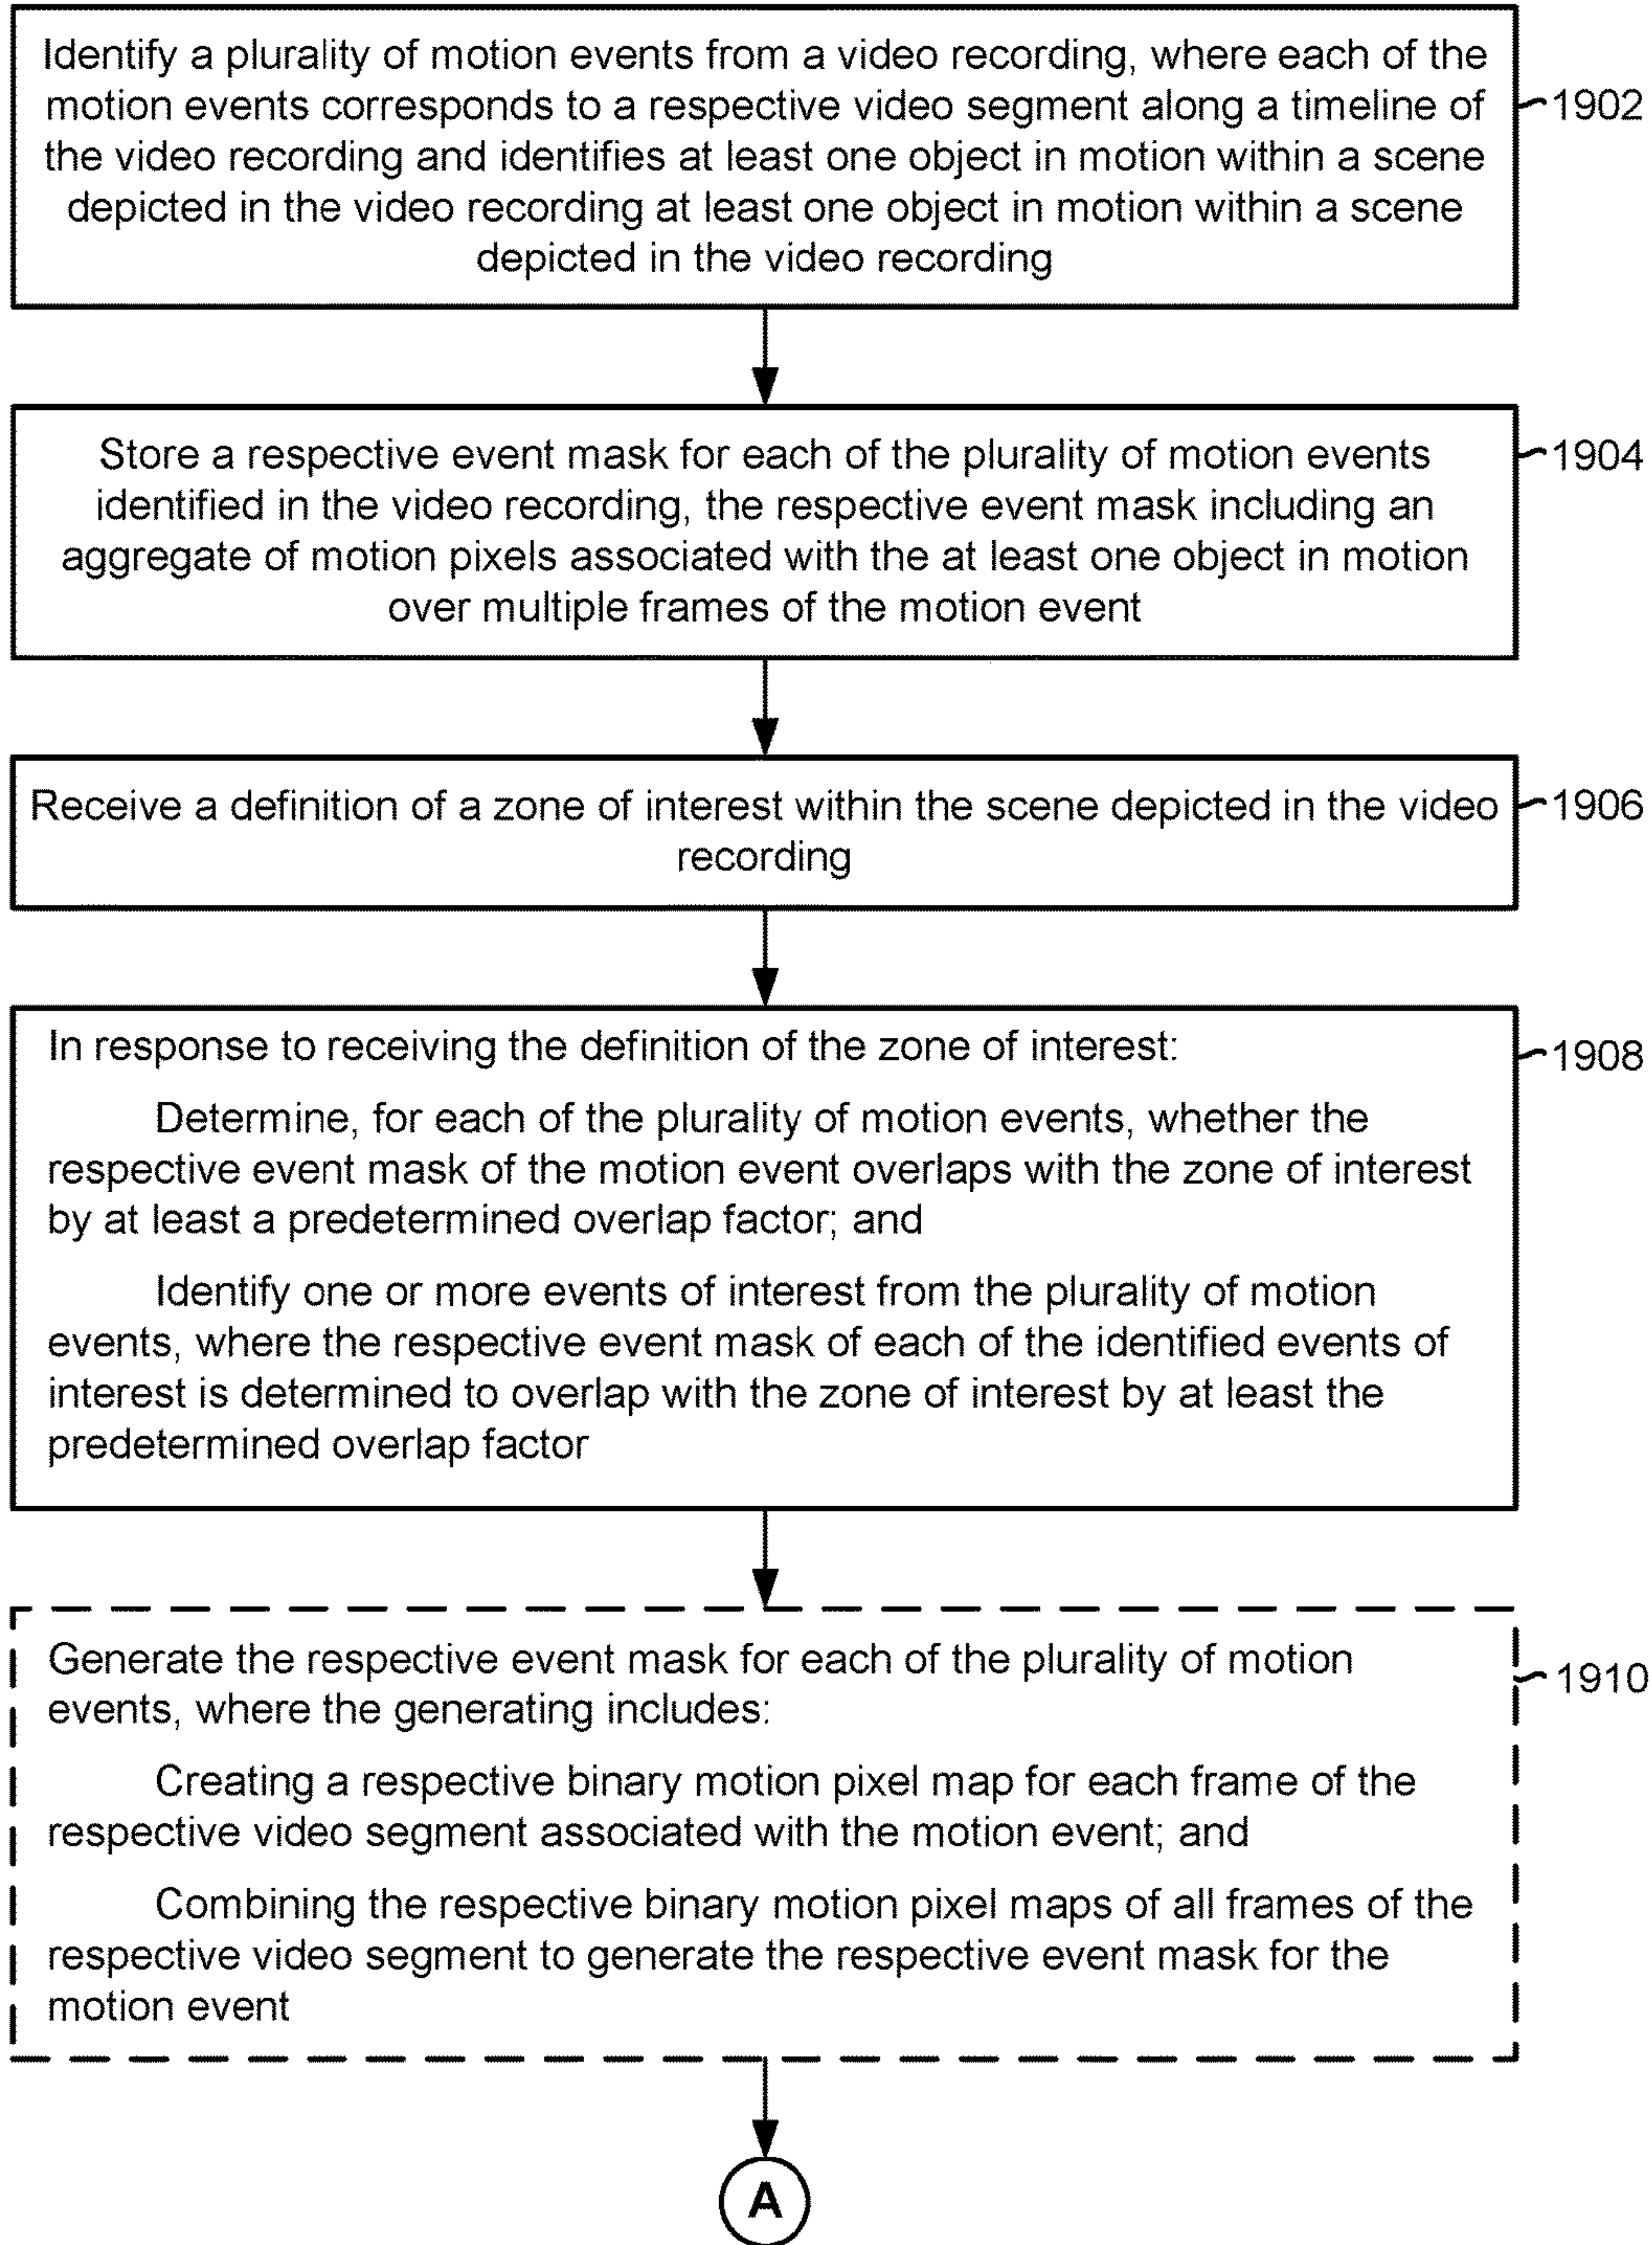 Identify a plurality of motion events from a video recording, where each of the
motion events corresponds to a respective video segment along a timeline of
the video recording and identifies at least one object in motion within a scene
depicted in the video recording at least one object in motion within a scene
depicted in the video recording
1902
Store a respective event mask for each of the plurality of motion events
identified in the video recording, the respective event mask including an
aggregate of motion pixels associated with the at least one object in motion
over multiple frames of the motion event
1904
Receive a definition of a zone of interest within the scene depicted in the video
recording
1906
In response to receiving the definition of the zone of interest:
Determine, for each of the plurality of motion events, whether the
respective event mask of the motion event overlaps with the zone of interest
by at least a predetermined overlap factor; and
Identify one or more events of interest from the plurality of motion
events, where the respective event mask of each of the identified events of
interest is determined to overlap with the zone of interest by at least the
predetermined overlap factor
1908
Generate the respective event mask for each of the plurality of motion
events, where the generating includes:
Creating a respective binary motion pixel map for each frame of the
respective video segment associated with the motion event; and
Combining the respective binary motion pixel maps of all frames of the
respective video segment to generate the respective event mask for the
motion event
1910
A